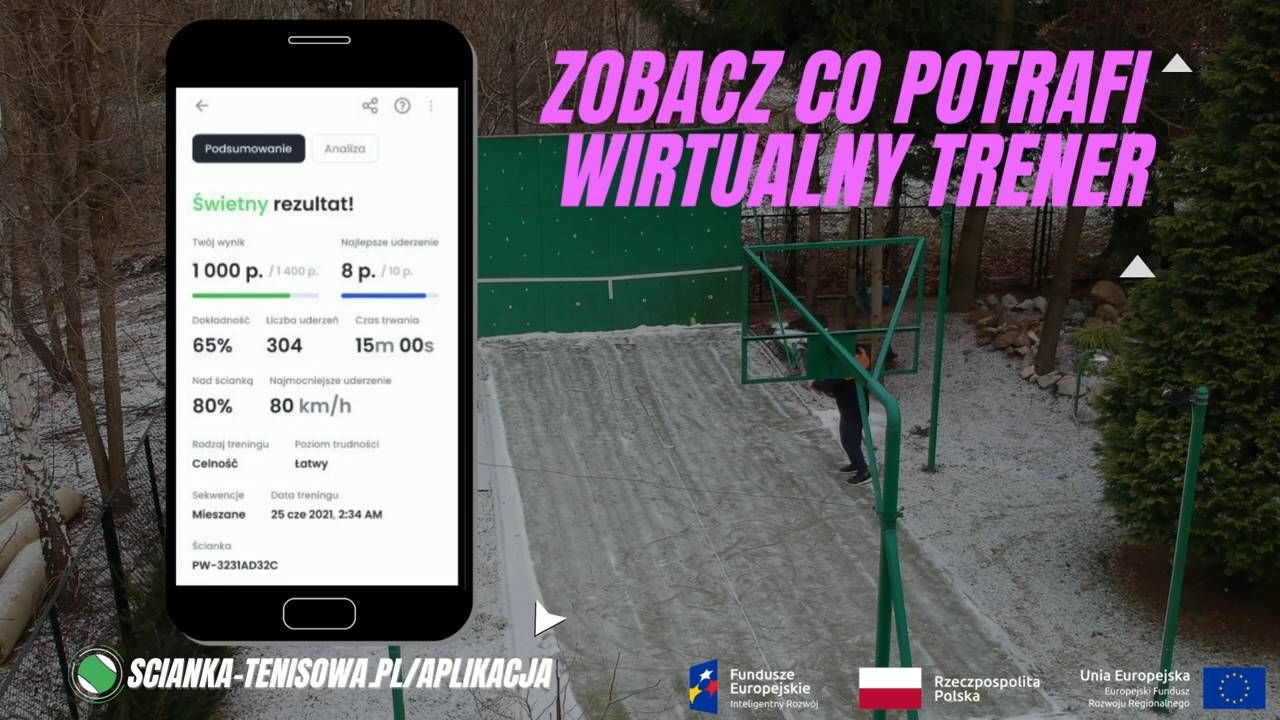 ZOBACZ CO POTRAFI
WIRTUALNY TRENER
Podsumowanie
Analiza
Świetny rezultat!
Twój wynik
Najlepsze uderzenie
1 000 p. / 1 400 p.
8 p. / 10 p.
Dokładność
Liczba uderzeń
Czas trwania
65%
304
15m 00s
Nad ścianką
Najmocniejsze uderzenie
80%
80 km/h
Rodzaj treningu
Poziom trudności
Celność
Łatwy
Sekwencje
Data treningu
Mieszane
25 cze 2021, 2:34 AM
Ścianka
PW-3231AD32C
SCIANKA-TENISOWA.PL/APLIKACJA
Fundusze
Europejskie
Inteligentny Rozwój
Rzeczpospolita
Polska
Unia Europejska
Europejski Fundusz
Rozwoju Regionalnego